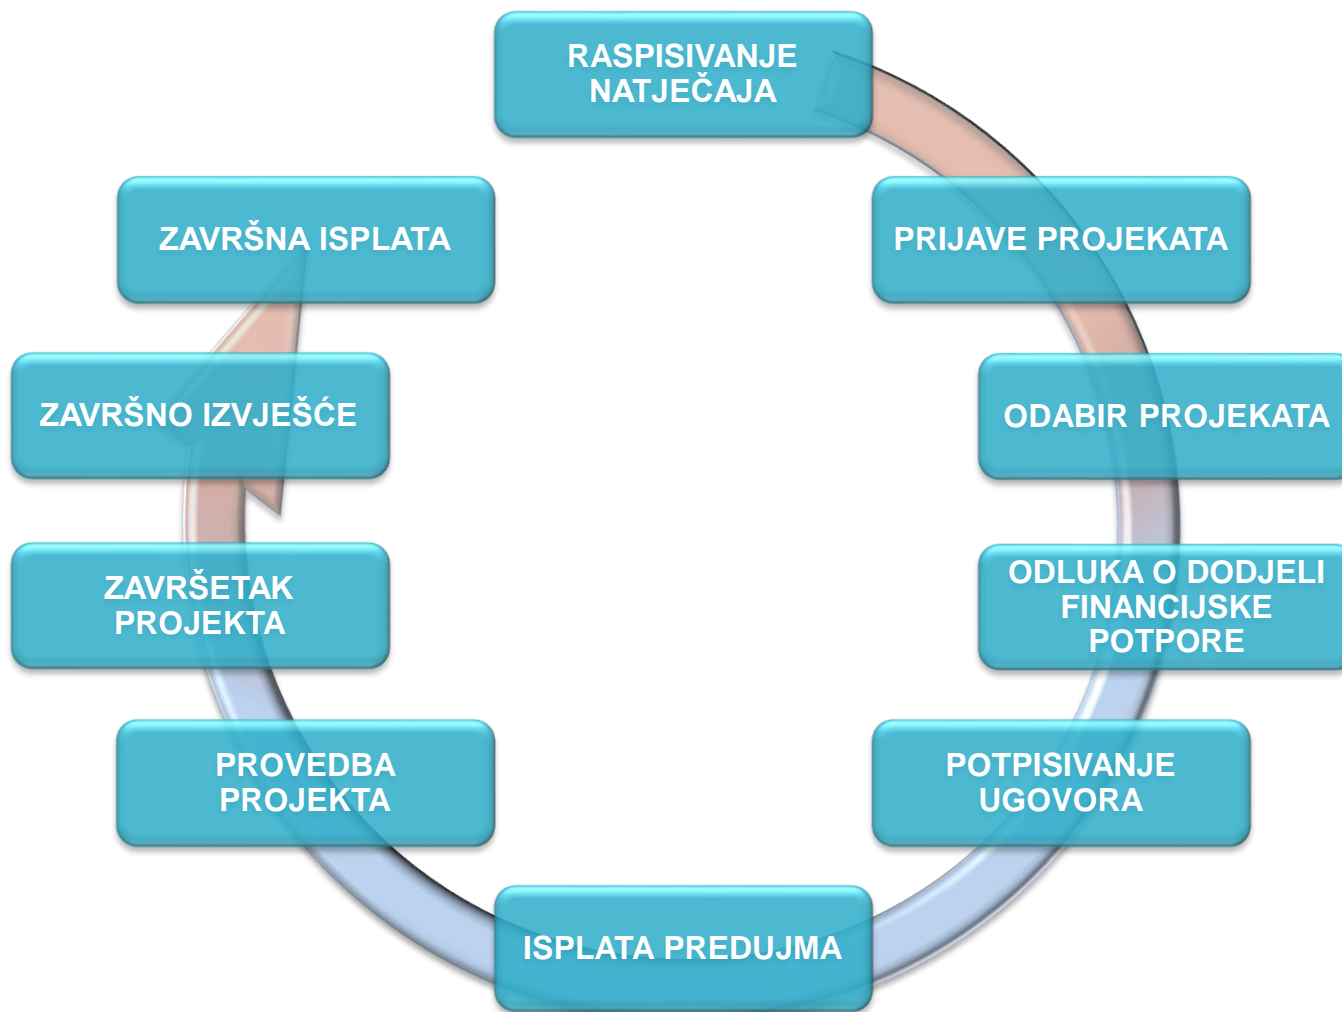 RASPISIVANJE
NATJEČAJA
PRIJAVE PROJEKATA
ODABIR PROJEKATA
ODLUKA O DODJELI
FINANCIJSKE
POTPORE
POTPISIVANJE
UGOVORA
ISPLATA PREDUJMA
PROVEDBA
PROJEKTA
ZAVRŠETAK
PROJEKTA
ZAVRŠNO IZVJEŠĆE
ZAVRŠNA ISPLATA